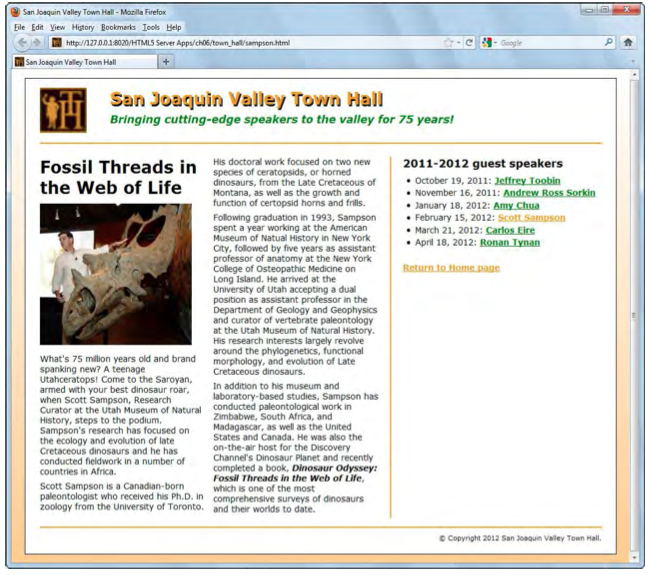 San Joaquin Valley Town Hall - Mozilla Firefox
File Edit View History Bookmarks Tools Help
http://127.0.0.1:8020/HTML5 Server Apps/ch06/town_hall/sampson.html
Google
San Joaquin Valley Town Hall
+
TH
San Joaquin Valley Town Hall
Bringing cutting-edge speakers to the valley for 75 years!
Fossil Threads in
the Web of Life
What's 75 million years old and brand
spanking new? A teenage
Utahceratops! Come to the Saroyan,
armed with your best dinosaur roar,
when Scott Sampson, Research
Curator at the Utah Museum of Natural
History, steps to the podium.
Sampson's research has focused on
the ecology and evolution of late
Cretaceous dinosaurs and he has
conducted fieldwork in a number of
countries in Africa.
Scott Sampson is a Canadian-born
paleontologist who received his Ph.D. in
zoology from the University of Toronto.
His doctoral work focused on two new
species of ceratopsids, or horned
dinosaurs, from the Late Cretaceous of
Montana, as well as the growth and
function of certopsid horns and frills.
Following graduation in 1993, Sampson
spent a year working at the American
Museum of Natual History in New York
City, followed by five years as assistant
professor of anatomy at the New York
College of Osteopathic Medicine on
Long Island. He arrived at the
University of Utah accepting a dual
position as assistant professor in the
Department of Geology and Geophysics
and curator of vertebrate paleontology
at the Utah Museum of Natural History.
His research interests largely revolve
around the phylogenetics, functional
morphology, and evolution of Late
Cretaceous dinosaurs.
In addition to his museum and
laboratory-based studies, Sampson has
conducted paleontological work in
Zimbabwe, South Africa, and
Madagascar, as well as the United
States and Canada. He was also the
on-the-air host for the Discovery
Channel's Dinosaur Planet and recently
completed a book, Dinosaur Odyssey:
Fossil Threads in the Web of Life,
which is one of the most
comprehensive surveys of dinosaurs
and their worlds to date.
2011-2012 guest speakers
• October 19, 2011: Jeffrey Toobin
• November 16, 2011: Andrew Ross Sorkin
• January 18, 2012: Amy Chua
• February 15, 2012: Scott Sampson
• March 21, 2012: Carlos Eire
• April 18, 2012: Ronan Tynan
Return to Home page
© Copyright 2012 San Joaquin Valley Town Hall.